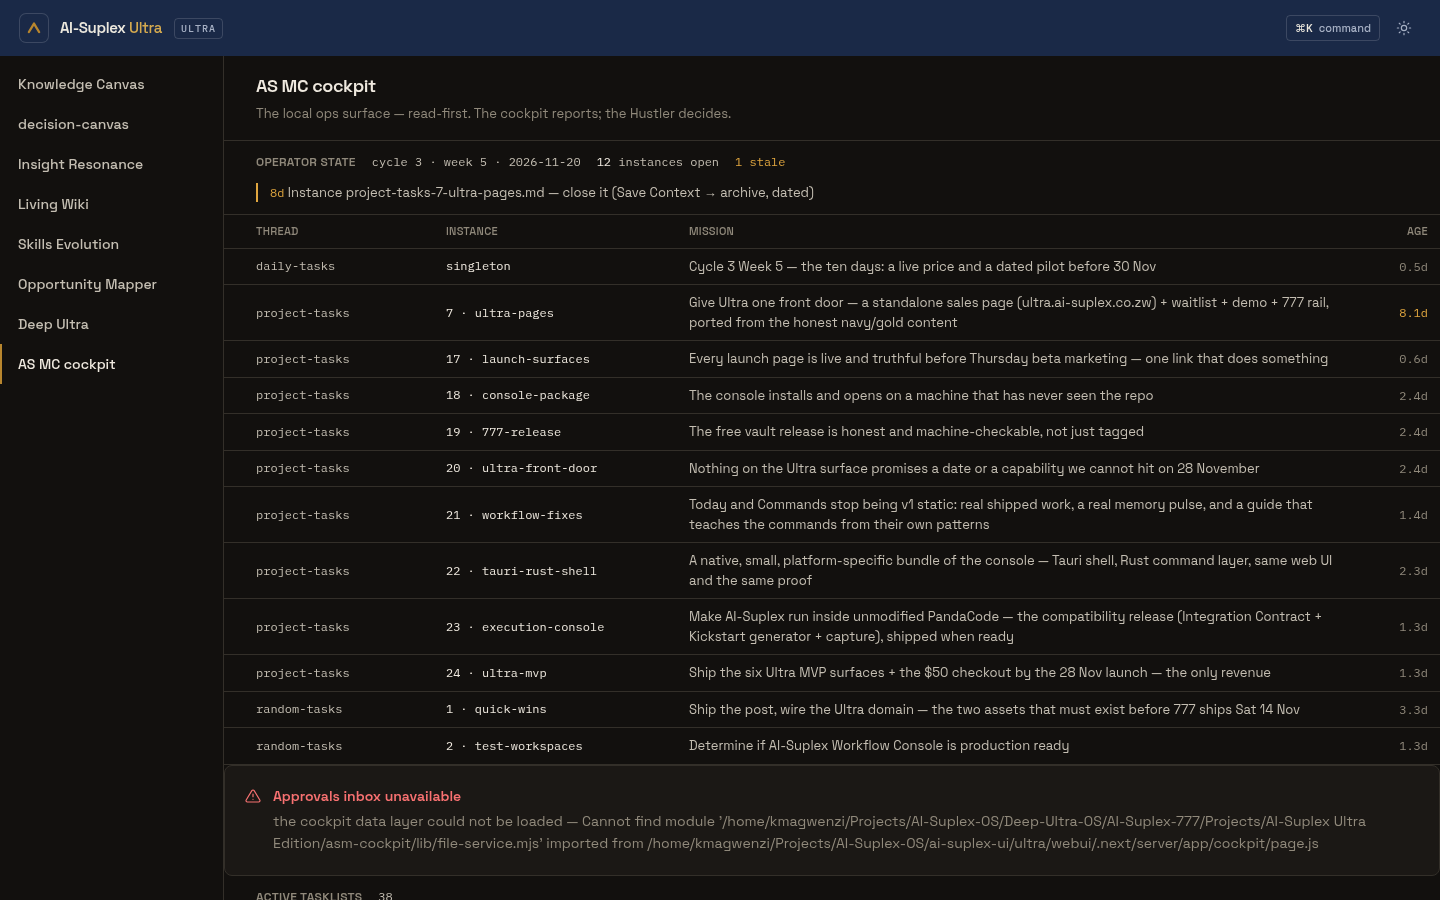 AI-Suplex Ultra ULTRA ⌘K command
Knowledge Canvas
decision-canvas
Insight Resonance
Living Wiki
Skills Evolution
Opportunity Mapper
Deep Ultra
AS MC cockpit
AS MC cockpit
The local ops surface — read-first. The cockpit reports; the Hustler decides.
OPERATOR STATE cycle 3 · week 5 · 2026-11-20 12 instances open 1 stale
8d Instance project-tasks-7-ultra-pages.md — close it (Save Context → archive, dated)
THREAD INSTANCE MISSION AGE
daily-tasks singleton Cycle 3 Week 5 — the ten days: a live price and a dated pilot before 30 Nov 0.5d
project-tasks 7 · ultra-pages Give Ultra one front door — a standalone sales page (ultra.ai-suplex.co.zw) + waitlist + demo + 777 rail, 8.1d
ported from the honest navy/gold content
project-tasks 17 · launch-surfaces Every launch page is live and truthful before Thursday beta marketing — one link that does something 0.6d
project-tasks 18 · console-package The console installs and opens on a machine that has never seen the repo 2.4d
project-tasks 19 · 777-release The free vault release is honest and machine-checkable, not just tagged 2.4d
project-tasks 20 · ultra-front-door Nothing on the Ultra surface promises a date or a capability we cannot hit on 28 November 2.4d
project-tasks 21 · workflow-fixes Today and Commands stop being v1 static: real shipped work, a real memory pulse, and a guide that 1.4d
teaches the commands from their own patterns
project-tasks 22 · tauri-rust-shell A native, small, platform-specific bundle of the console — Tauri shell, Rust command layer, same web UI 2.3d
and the same proof
project-tasks 23 · execution-console Make AI-Suplex run inside unmodified PandaCode — the compatibility release (Integration Contract + 1.3d
Kickstart generator + capture), shipped when ready
project-tasks 24 · ultra-mvp Ship the six Ultra MVP surfaces + the $50 checkout by the 28 Nov launch — the only revenue 1.3d
random-tasks 1 · quick-wins Ship the post, wire the Ultra domain — the two assets that must exist before 777 ships Sat 14 Nov 3.3d
random-tasks 2 · test-workspaces Determine if AI-Suplex Workflow Console is production ready 1.3d
Approvals inbox unavailable
the cockpit data layer could not be loaded — Cannot find module '/home/kmagwenzi/Projects/AI-Suplex-OS/Deep-Ultra-OS/AI-Suplex-777/Projects/AI-Suplex Ultra
Edition/asm-cockpit/lib/file-service.mjs' imported from /home/kmagwenzi/Projects/AI-Suplex-OS/ai-suplex-ui/ultra/webui/.next/server/app/cockpit/page.js
ACTIVE TASKLISTS 38